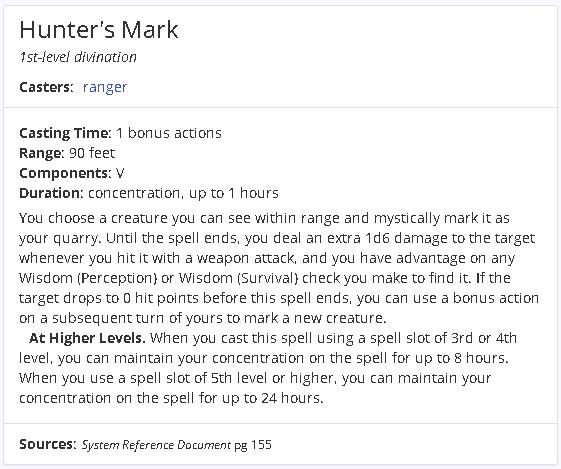 Hunter's Mark
1st-level divination
Casters: ranger
Casting Time: 1 bonus actions
Range: 90 feet
Components: V
Duration: concentration, up to 1 hours
You choose a creature you can see within range and mystically mark it as
your quarry. Until the spell ends, you deal an extra 1d6 damage to the target
whenever you hit it with a weapon attack, and you have advantage on any
Wisdom (Perception} or Wisdom (Survival} check you make to find it. If the
target drops to 0 hit points before this spell ends, you can use a bonus action
on a subsequent turn of yours to mark a new creature.
At Higher Levels. When you cast this spell using a spell slot of 3rd or 4th
level, you can maintain your concentration on the spell for up to 8 hours.
When you use a spell slot of 5th level or higher, you can maintain your
concentration on the spell for up to 24 hours.
Sources: System Reference Document pg 155